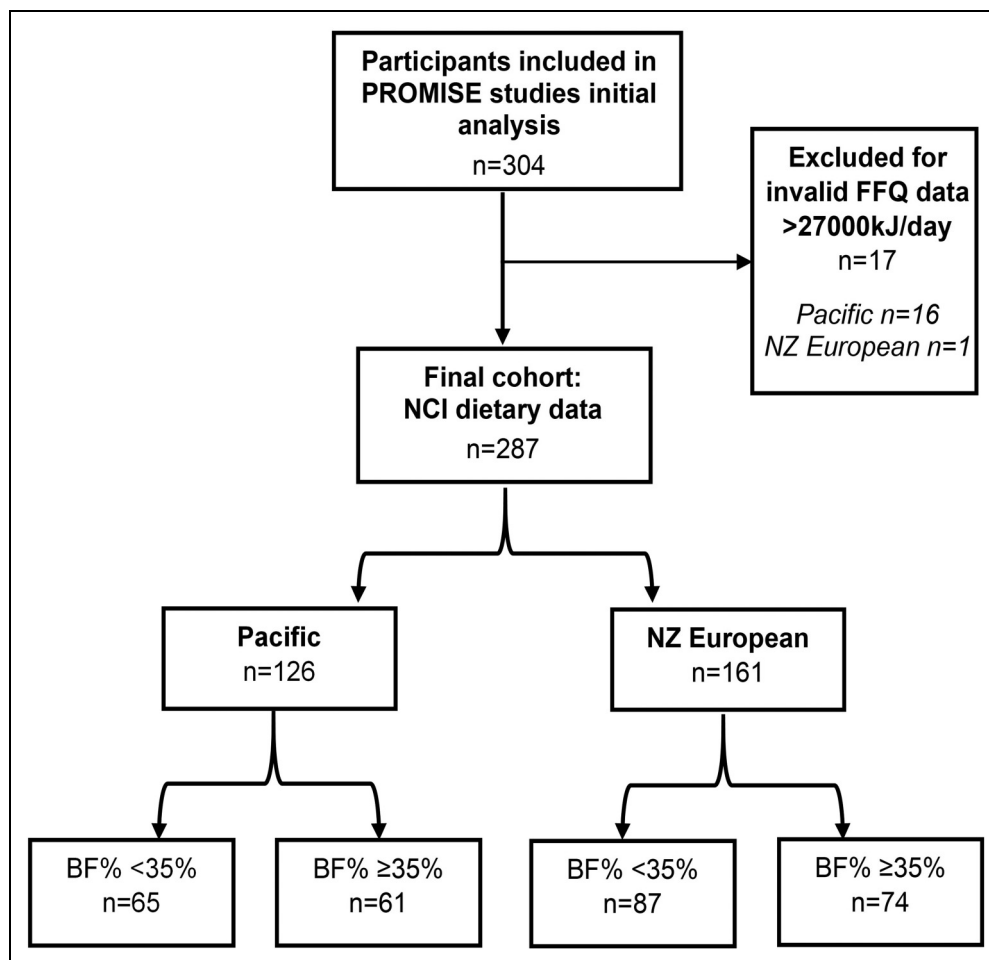 Participants included in
PROMISE studies initial
analysis
n=304
Excluded for
invalid FFQ data
>27000kJ/day
n=17
Pacific n=16
NZ European n=1
Final cohort:
NCI dietary data
n=287
Pacific
n=126
NZ European
n=161
BF% <35%
n=65
BF% ≥35%
n=61
BF% <35%
n=87
BF% ≥35%
n=74